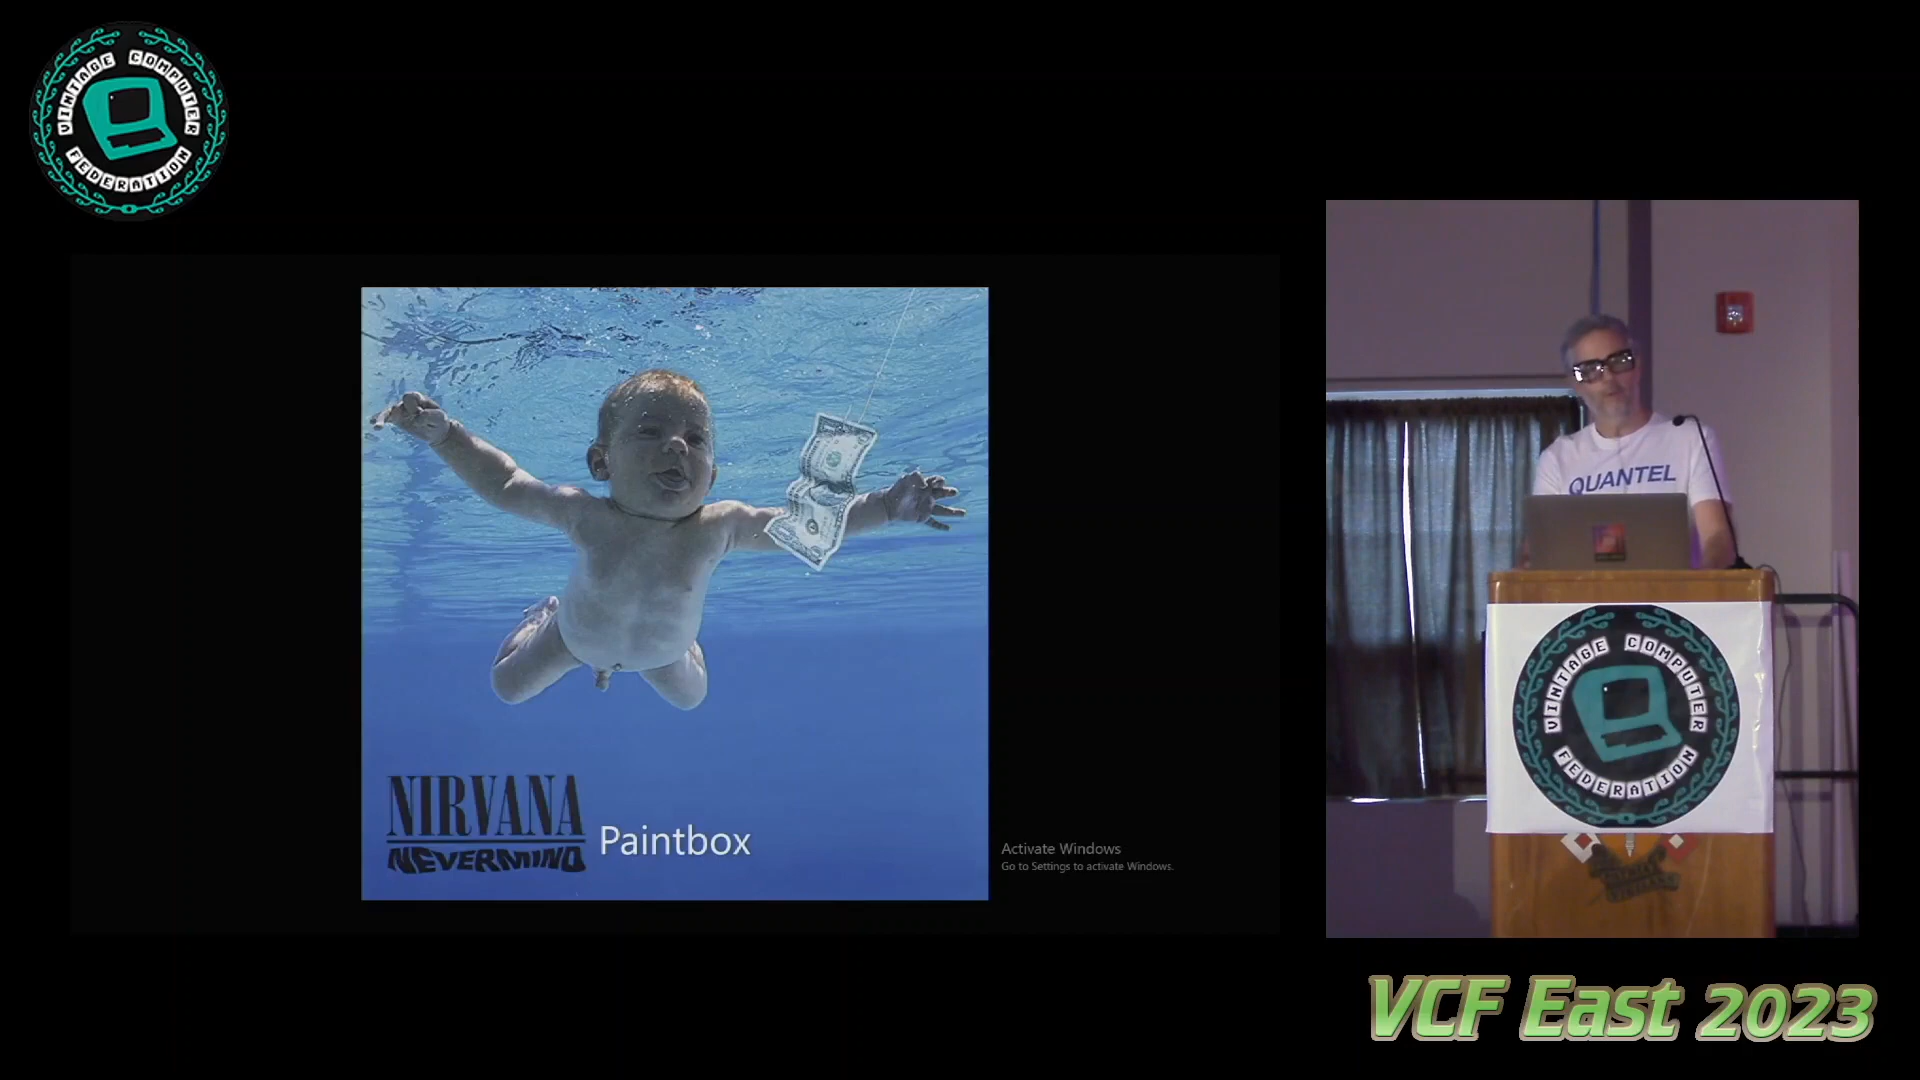 VINTAGE COMPUTER
FEDERATION
NIRVANA
NEVERMIND
Paintbox
Activate Windows
Go to Settings to activate Windows.
QUANTEL
VINTAGE COMPUTER
FEDERATION
VCF East 2023